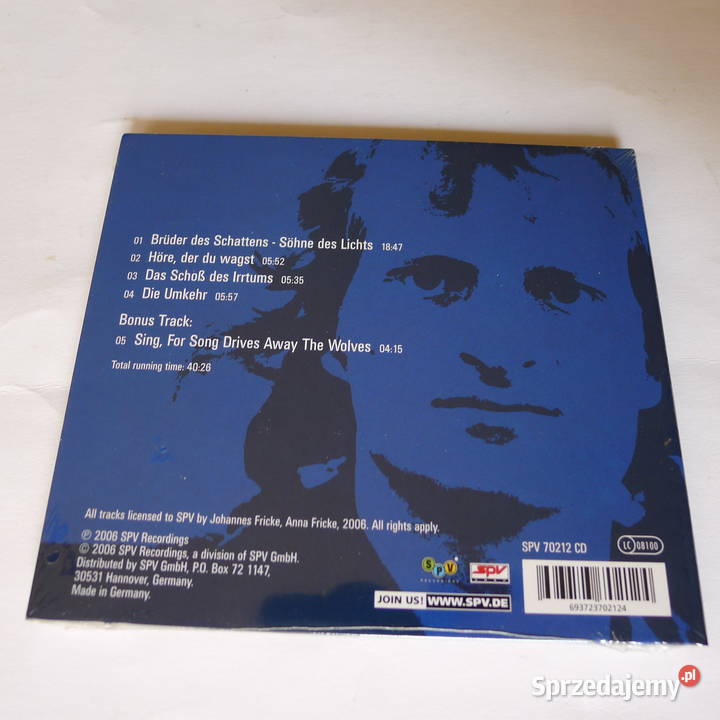 01 Brüder des Schattens - Söhne des Lichts 18:47
02 Höre, der du wagst 05:52
03 Das Schoß des Irrtums 05:35
04 Die Umkehr 05:57
Bonus Track:
05 Sing, For Song Drives Away The Wolves 04:15
Total running time: 40:26
All tracks licensed to SPV by Johannes Fricke, Anna Fricke, 2006. All rights apply.
℗ 2006 SPV Recordings
© 2006 SPV Recordings, a division of SPV GmbH.
Distributed by SPV GmbH, P.O. Box 72 1147,
30531 Hannover, Germany.
Made in Germany.
SPV
spv
JOIN US! WWW.SPV.DE
SPV 70212 CD
LC 08100
693723702124
Sprzedajemy.pl